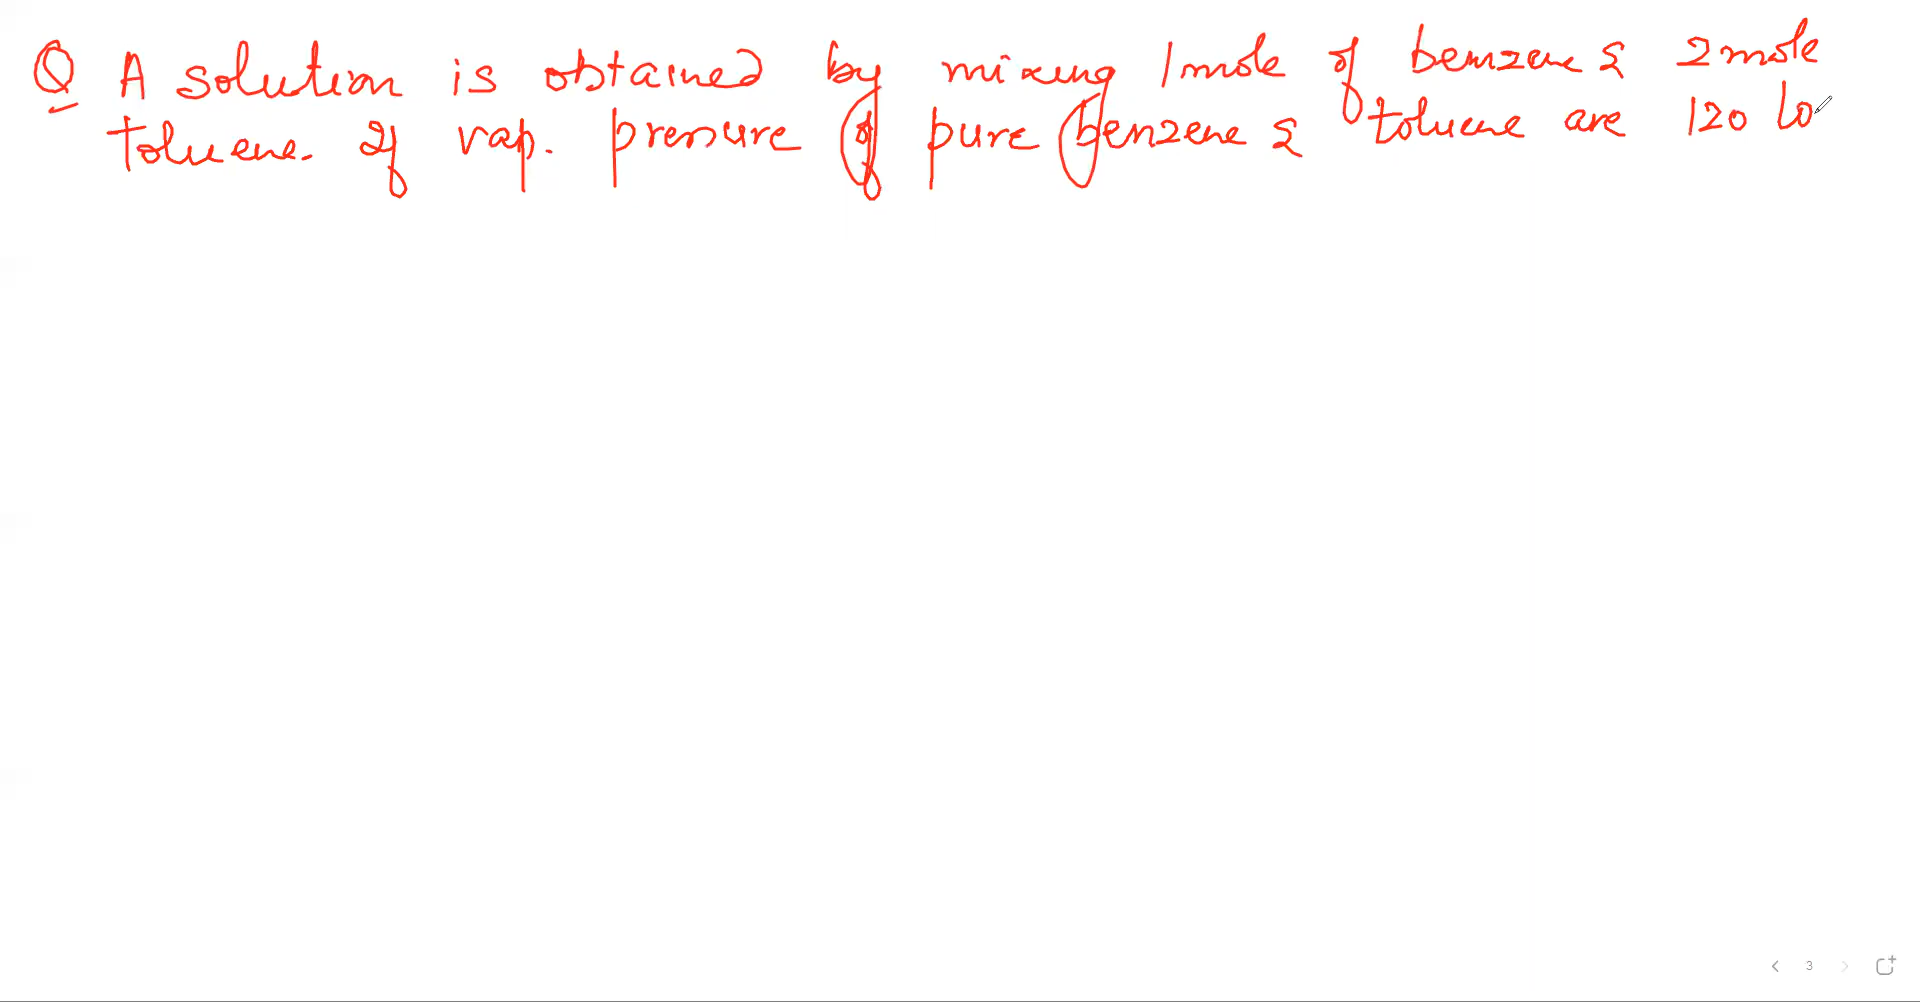 Q A solution is obtained by mixing 1 mole of benzene & 2 mole
toluene. If vap. pressure of pure benzene & toluene are 120
3